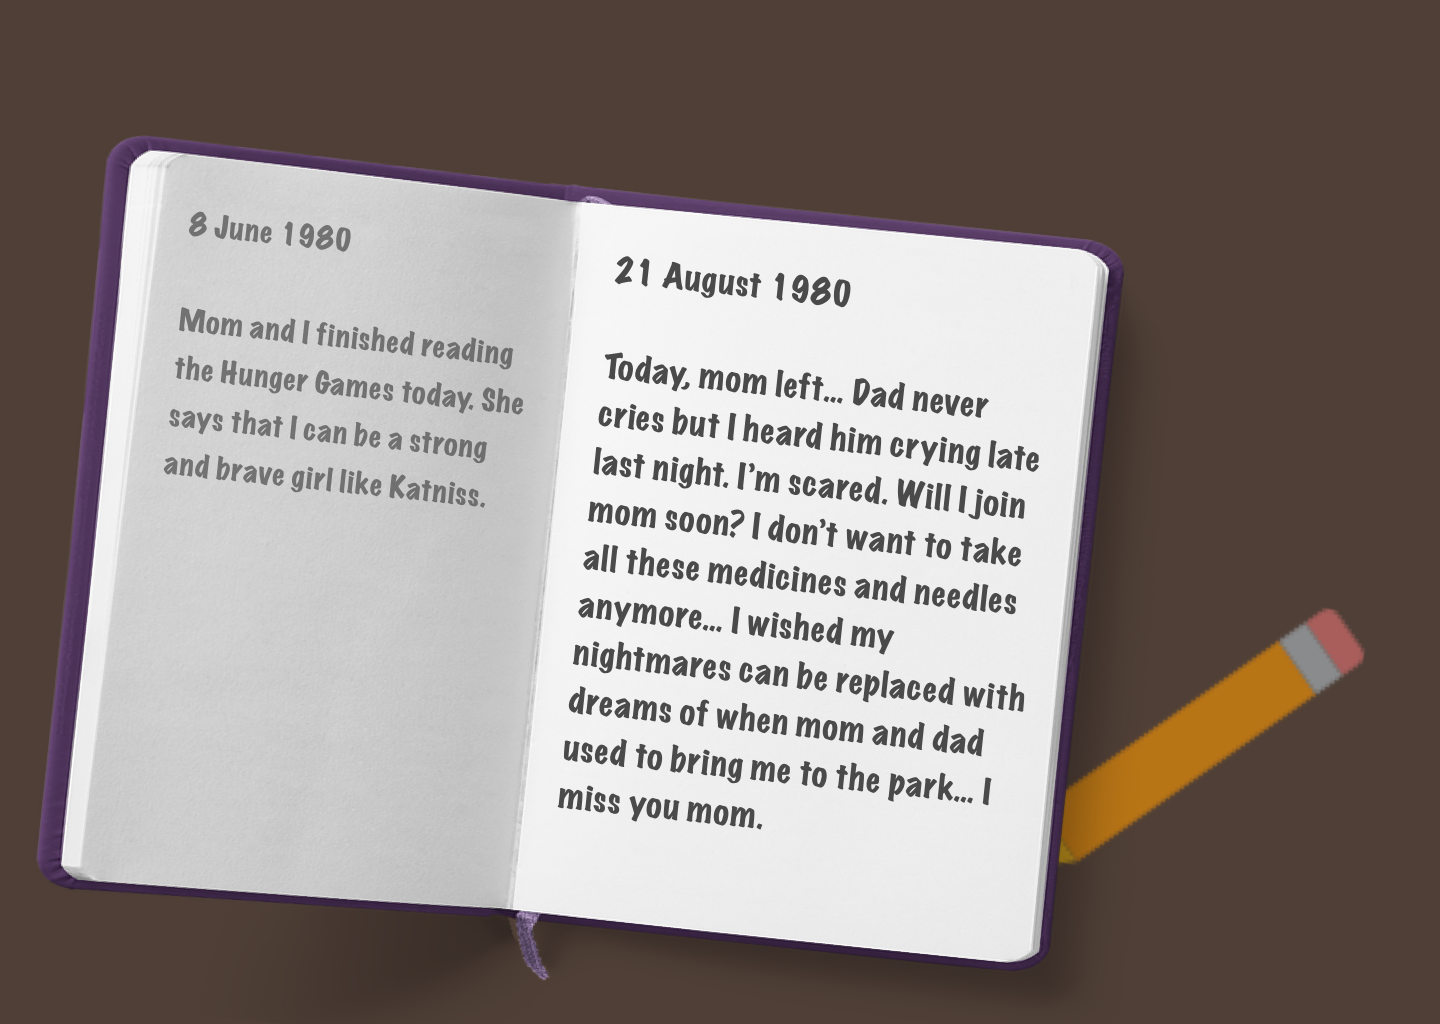 8 June 1980
Mom and I finished reading
the Hunger Games today. She
says that I can be a strong
and brave girl like Katniss.
21 August 1980
Today, mom left... Dad never
cries but I heard him crying late
last night. I'm scared. Will I join
mom soon? I don't want to take
all these medicines and needles
anymore... I wished my
nightmares can be replaced with
dreams of when mom and dad
used to bring me to the park... I
miss you mom.